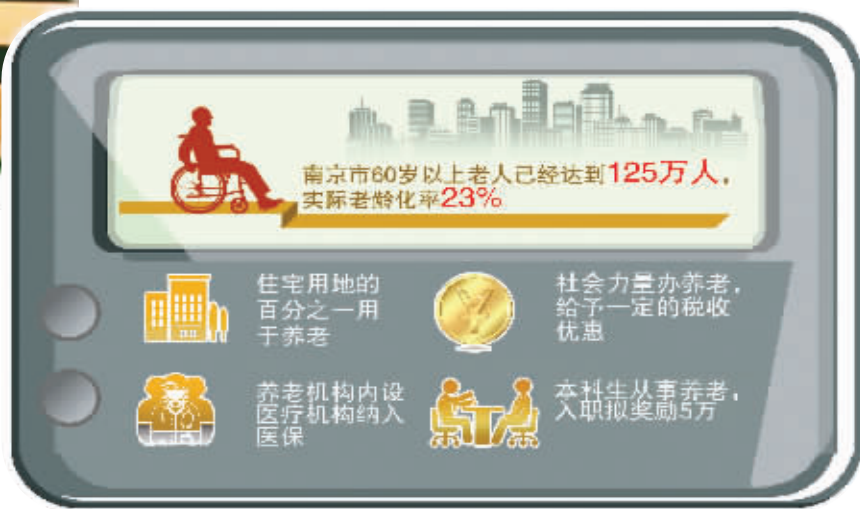 南京市60岁以上老人已经达到125万人，
实际老龄化率23%
住宅用地的
百分之一用
于养老
社会力量办养老，
给予一定的税收
优惠
养老机构内设
医疗机构纳入
医保
本科生从事养老，
入职拟奖励5万